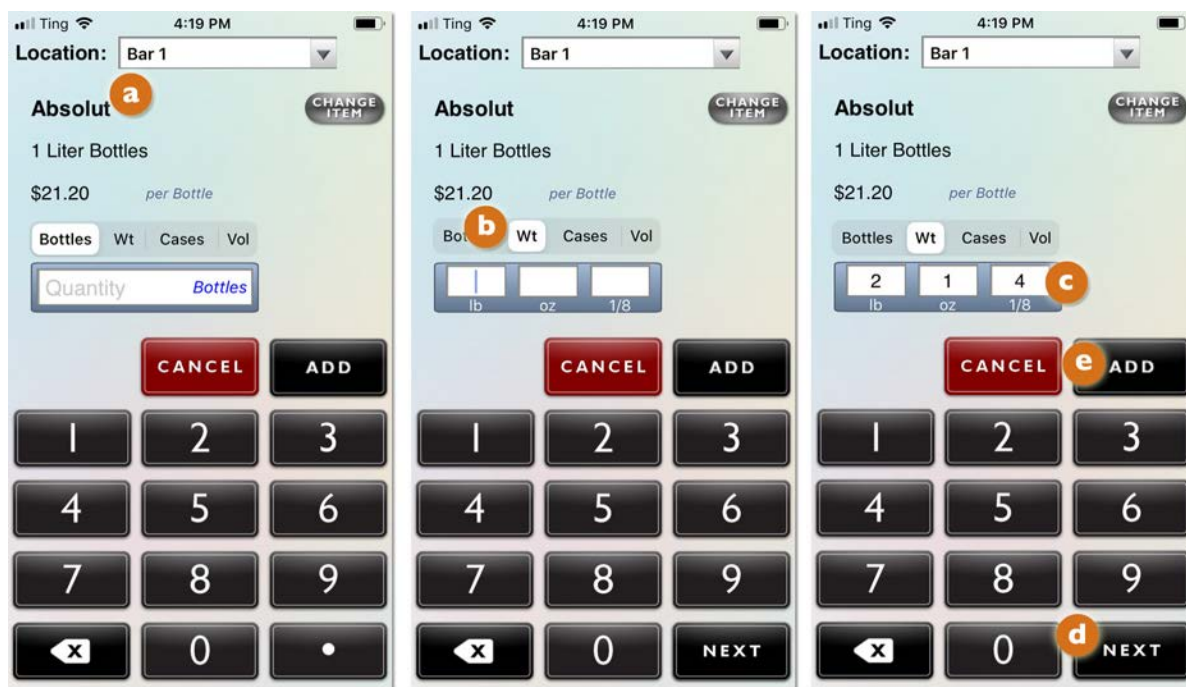 Ting 4:19 PM
Location: Bar 1
a
Absolut CHANGE ITEM
1 Liter Bottles
$21.20 per Bottle
Bottles Wt Cases Vol
Quantity Bottles
CANCEL ADD
1 2 3
4 5 6
7 8 9
X 0 •
Ting 4:19 PM
Location: Bar 1
Absolut CHANGE ITEM
1 Liter Bottles
$21.20 per Bottle
b
Bot Wt Cases Vol
lb oz 1/8
CANCEL ADD
1 2 3
4 5 6
7 8 9
X 0 NEXT
Ting 4:19 PM
Location: Bar 1
Absolut CHANGE ITEM
1 Liter Bottles
$21.20 per Bottle
Bottles Wt Cases Vol
2 1 4 c
lb oz 1/8
CANCEL e ADD
1 2 3
4 5 6
7 8 9
d
X 0 NEXT